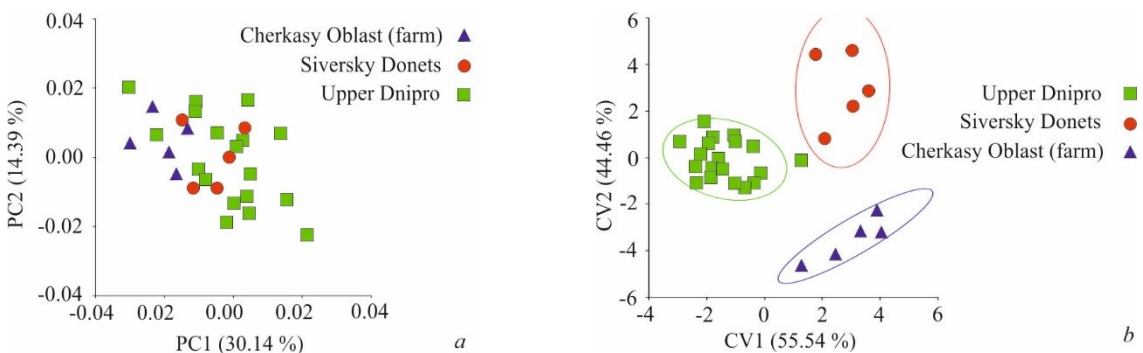 0.04
0.02
0.00
-0.02
-0.04
PC2 (14.39 %)
Cherkasy Oblast (farm)
Siversky Donets
Upper Dnipro
-0.04 0.02 0.00 0.02 0.04
PC1 (30.14 %)
a
6
4
2
0
-2
-4
-6
CV2 (44.46 %)
Upper Dnipro
Siversky Donets
Cherkasy Oblast (farm)
-4 -2 0 2 4 6
CV1 (55.54 %)
b